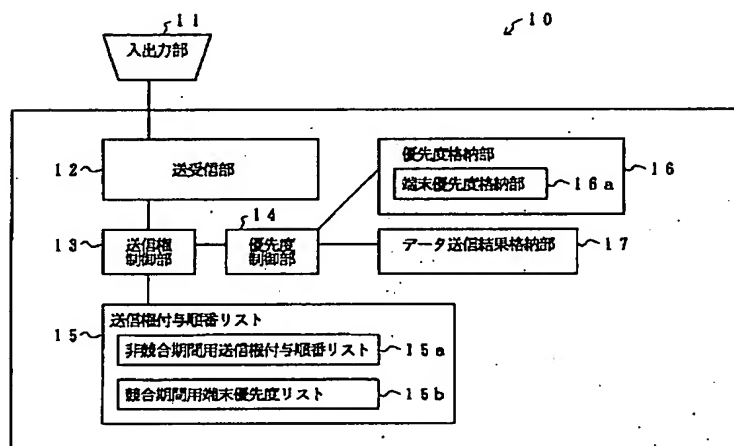 １１
入出力部
１０
１２
送受信部
優先度格納部
端末優先度格納部
１６ａ
１６
１３
送信権
制御部
１４
優先度
制御部
データ送信結果格納部
１７
１５
送信権付与順番リスト
非競合期間用送信権付与順番リスト
１５ａ
競合期間用端末優先度リスト
１５ｂ